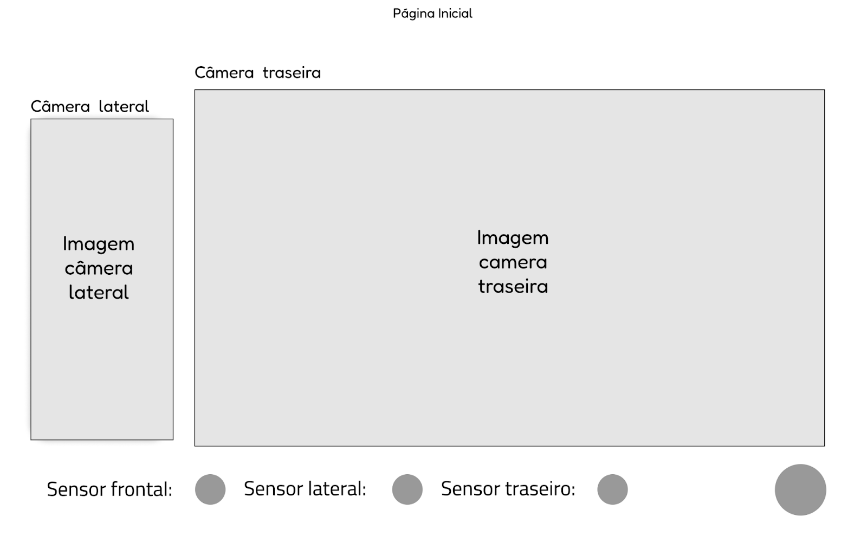 Página Inicial
Câmera traseira
Câmera lateral
Imagem
câmera
lateral
Imagem
camera
traseira
Sensor frontal:
Sensor lateral:
Sensor traseiro: